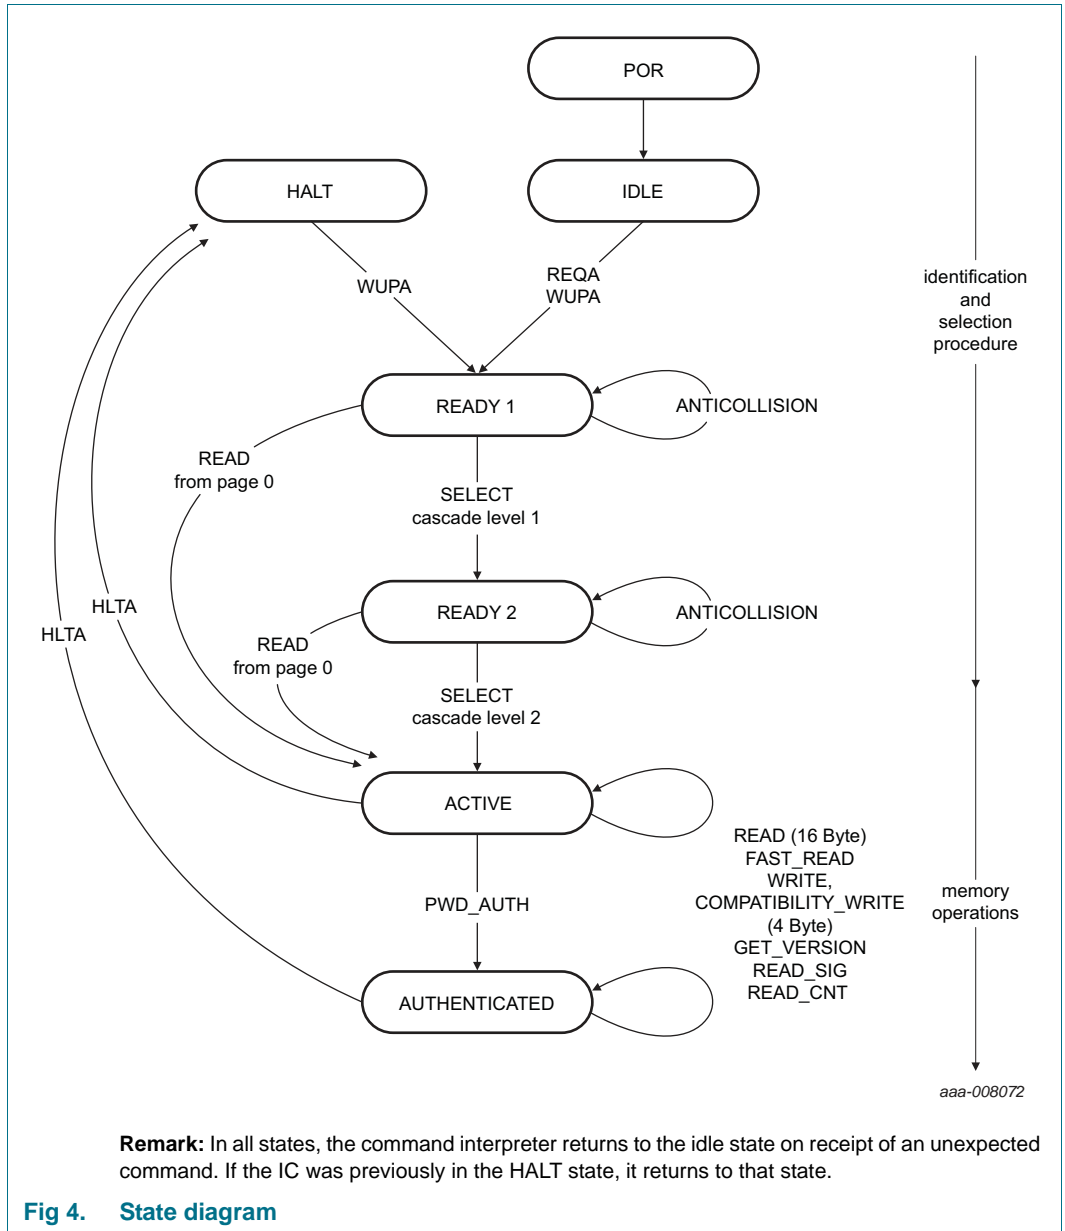 POR
HALT
IDLE
WUPA
REQA
WUPA
identification
and
selection
procedure
READY 1
ANTICOLLISION
READ
from page 0
SELECT
cascade level 1
READY 2
ANTICOLLISION
HLTA
HLTA
READ
from page 0
SELECT
cascade level 2
ACTIVE
READ (16 Byte)
FAST_READ
WRITE,
COMPATIBILITY_WRITE
(4 Byte)
GET_VERSION
READ_SIG
READ_CNT
memory
operations
PWD_AUTH
AUTHENTICATED
aaa-008072
Remark: In all states, the command interpreter returns to the idle state on receipt of an unexpected
command. If the IC was previously in the HALT state, it returns to that state.
Fig 4. State diagram